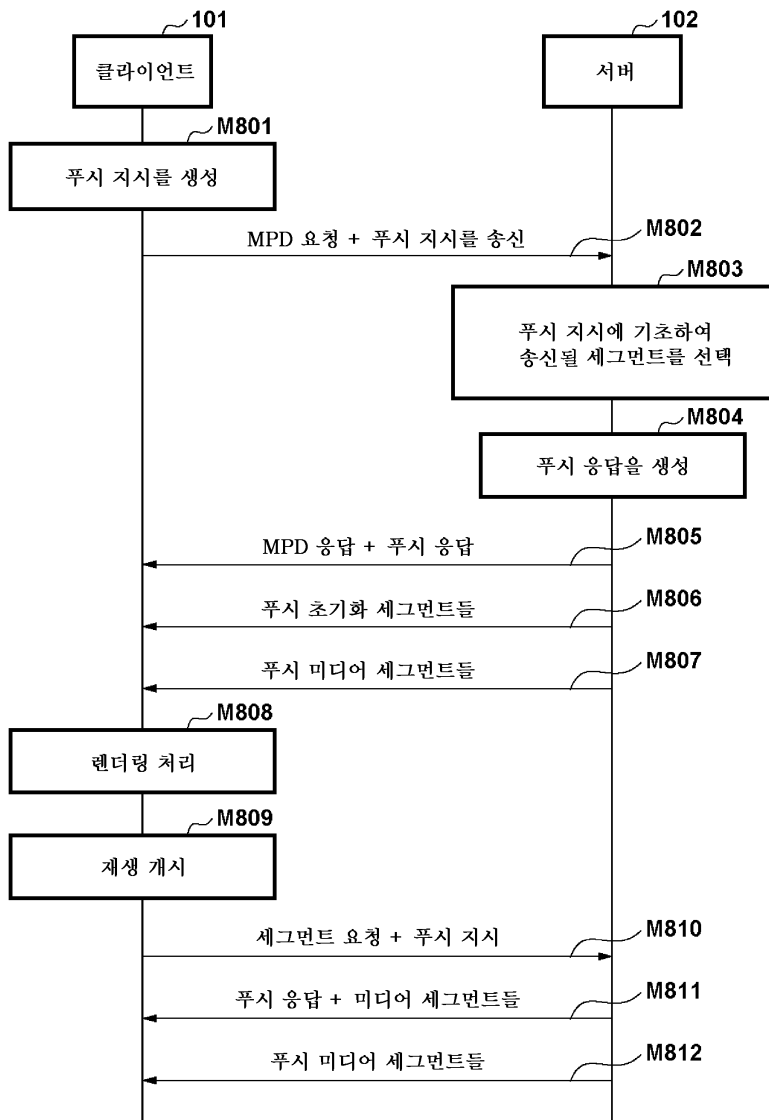 101
102
클라이언트
서버
M801
푸시 지시를 생성
MPD 요청 + 푸시 지시를 송신
M802
M803
푸시 지시에 기초하여
송신될 세그먼트를 선택
M804
푸시 응답을 생성
MPD 응답 + 푸시 응답
M805
푸시 초기화 세그먼트들
M806
푸시 미디어 세그먼트들
M807
M808
렌더링 처리
M809
재생 개시
세그먼트 요청 + 푸시 지시
M810
푸시 응답 + 미디어 세그먼트들
M811
푸시 미디어 세그먼트들
M812